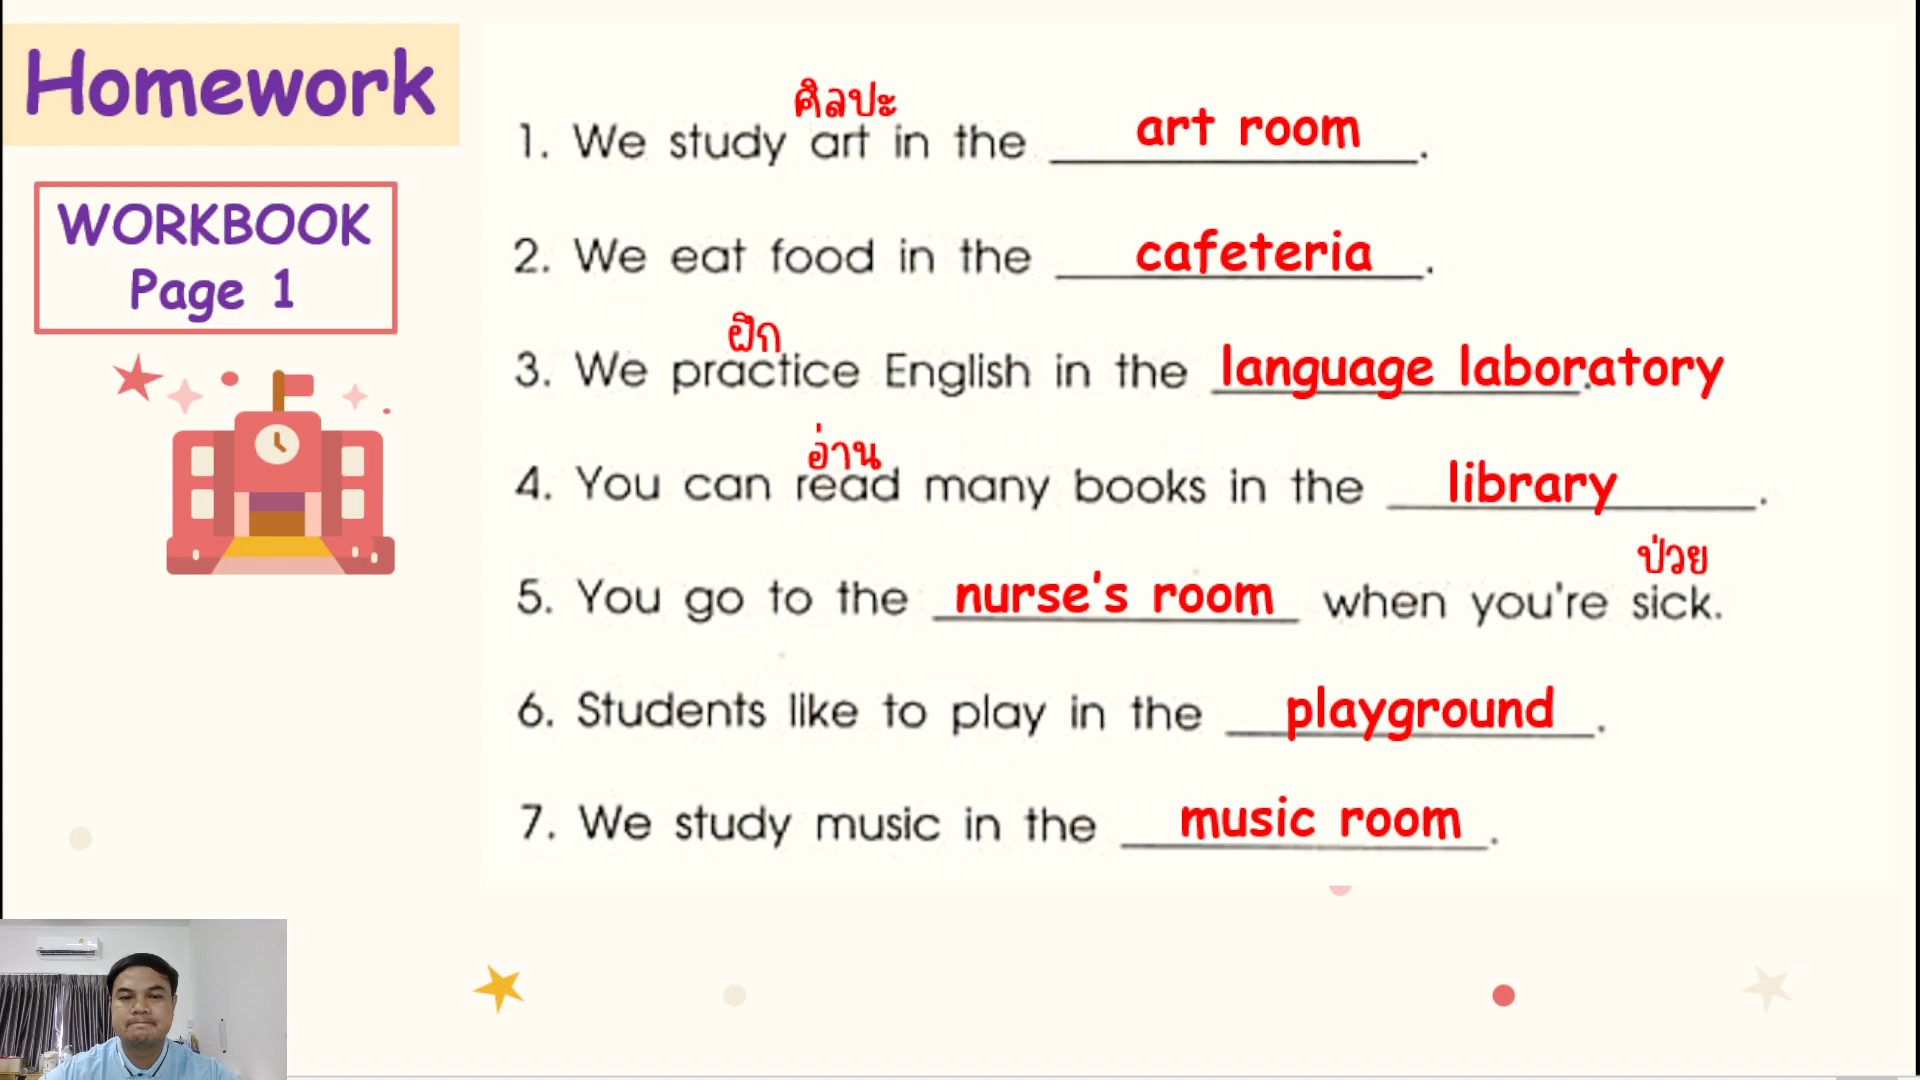 Homework
WORKBOOK
Page 1
ศิลปะ
1. We study art in the art room.
2. We eat food in the cafeteria.
ฝึก
3. We practice English in the language laboratory.
อ่าน
4. You can read many books in the library.
ป่วย
5. You go to the nurse's room when you're sick.
6. Students like to play in the playground.
7. We study music in the music room.